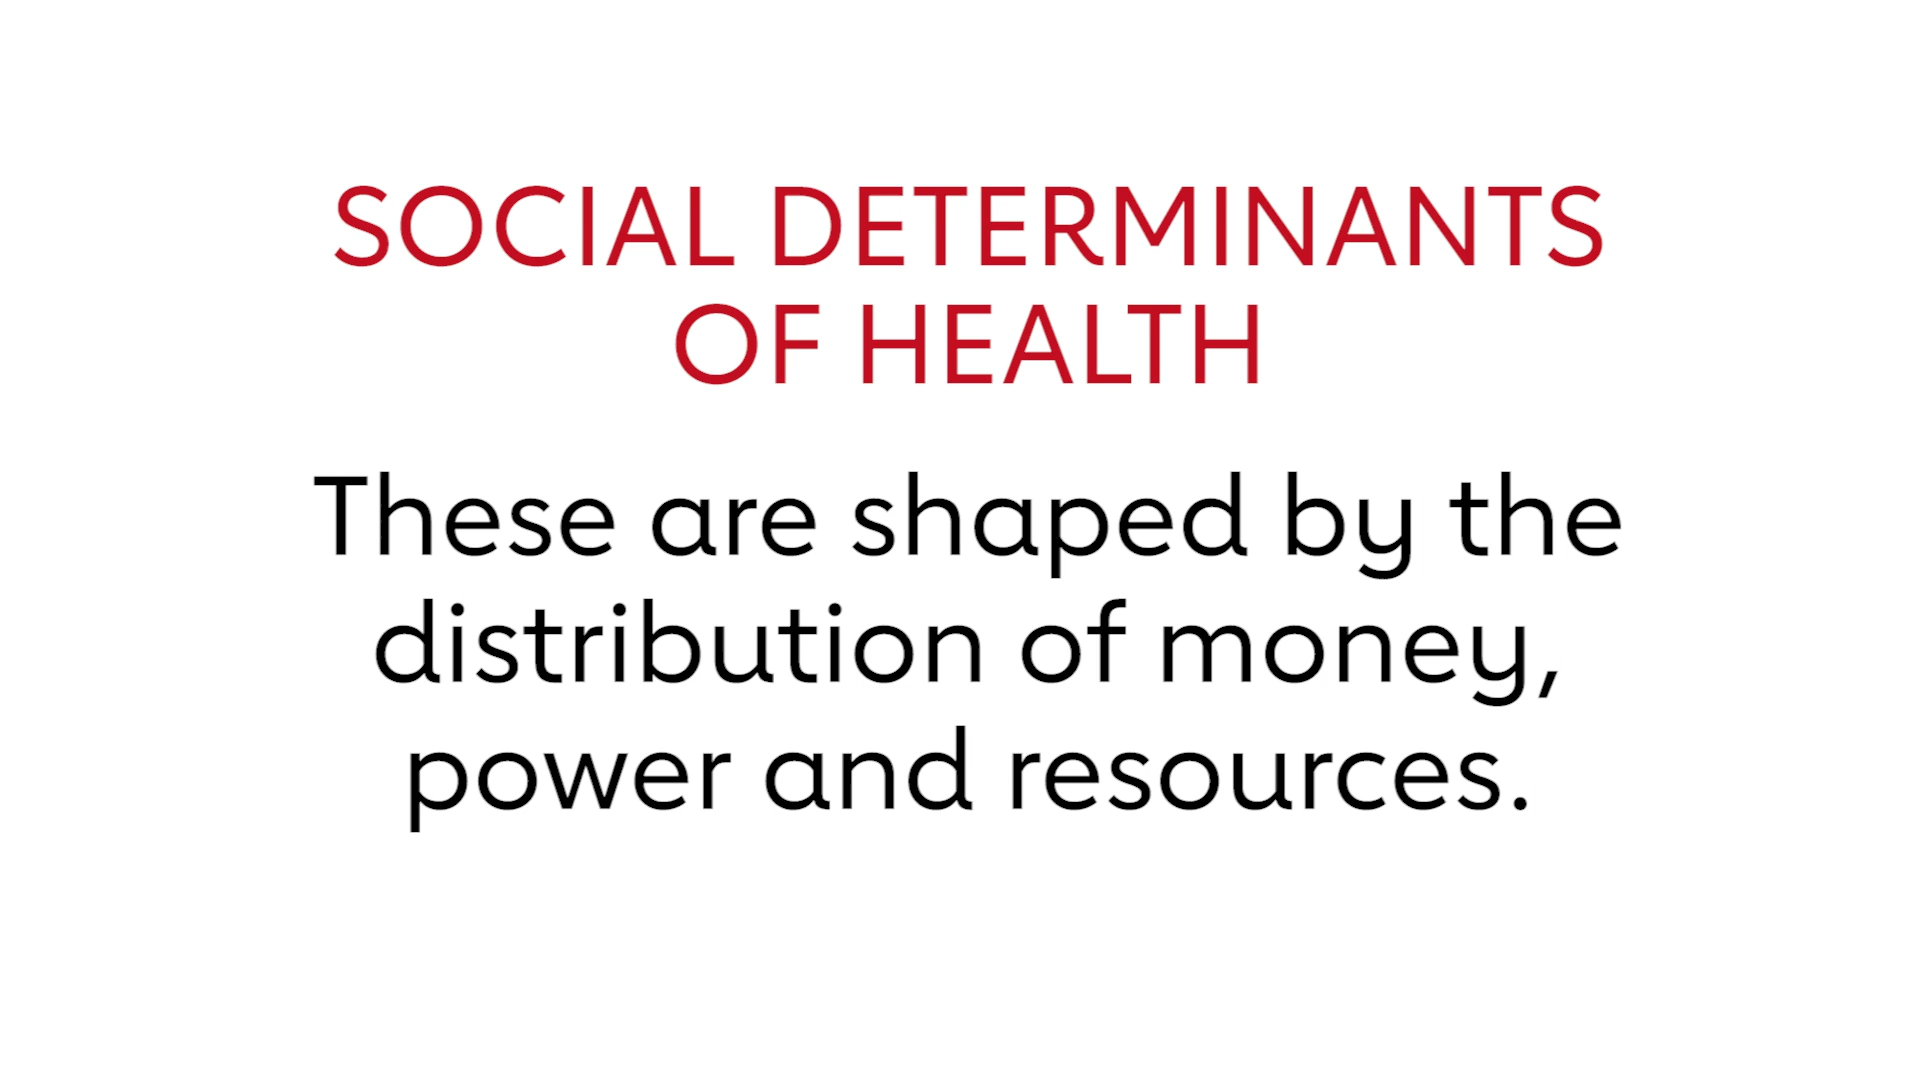 SOCIAL DETERMINANTS
OF HEALTH
These are shaped by the
distribution of money,
power and resources.